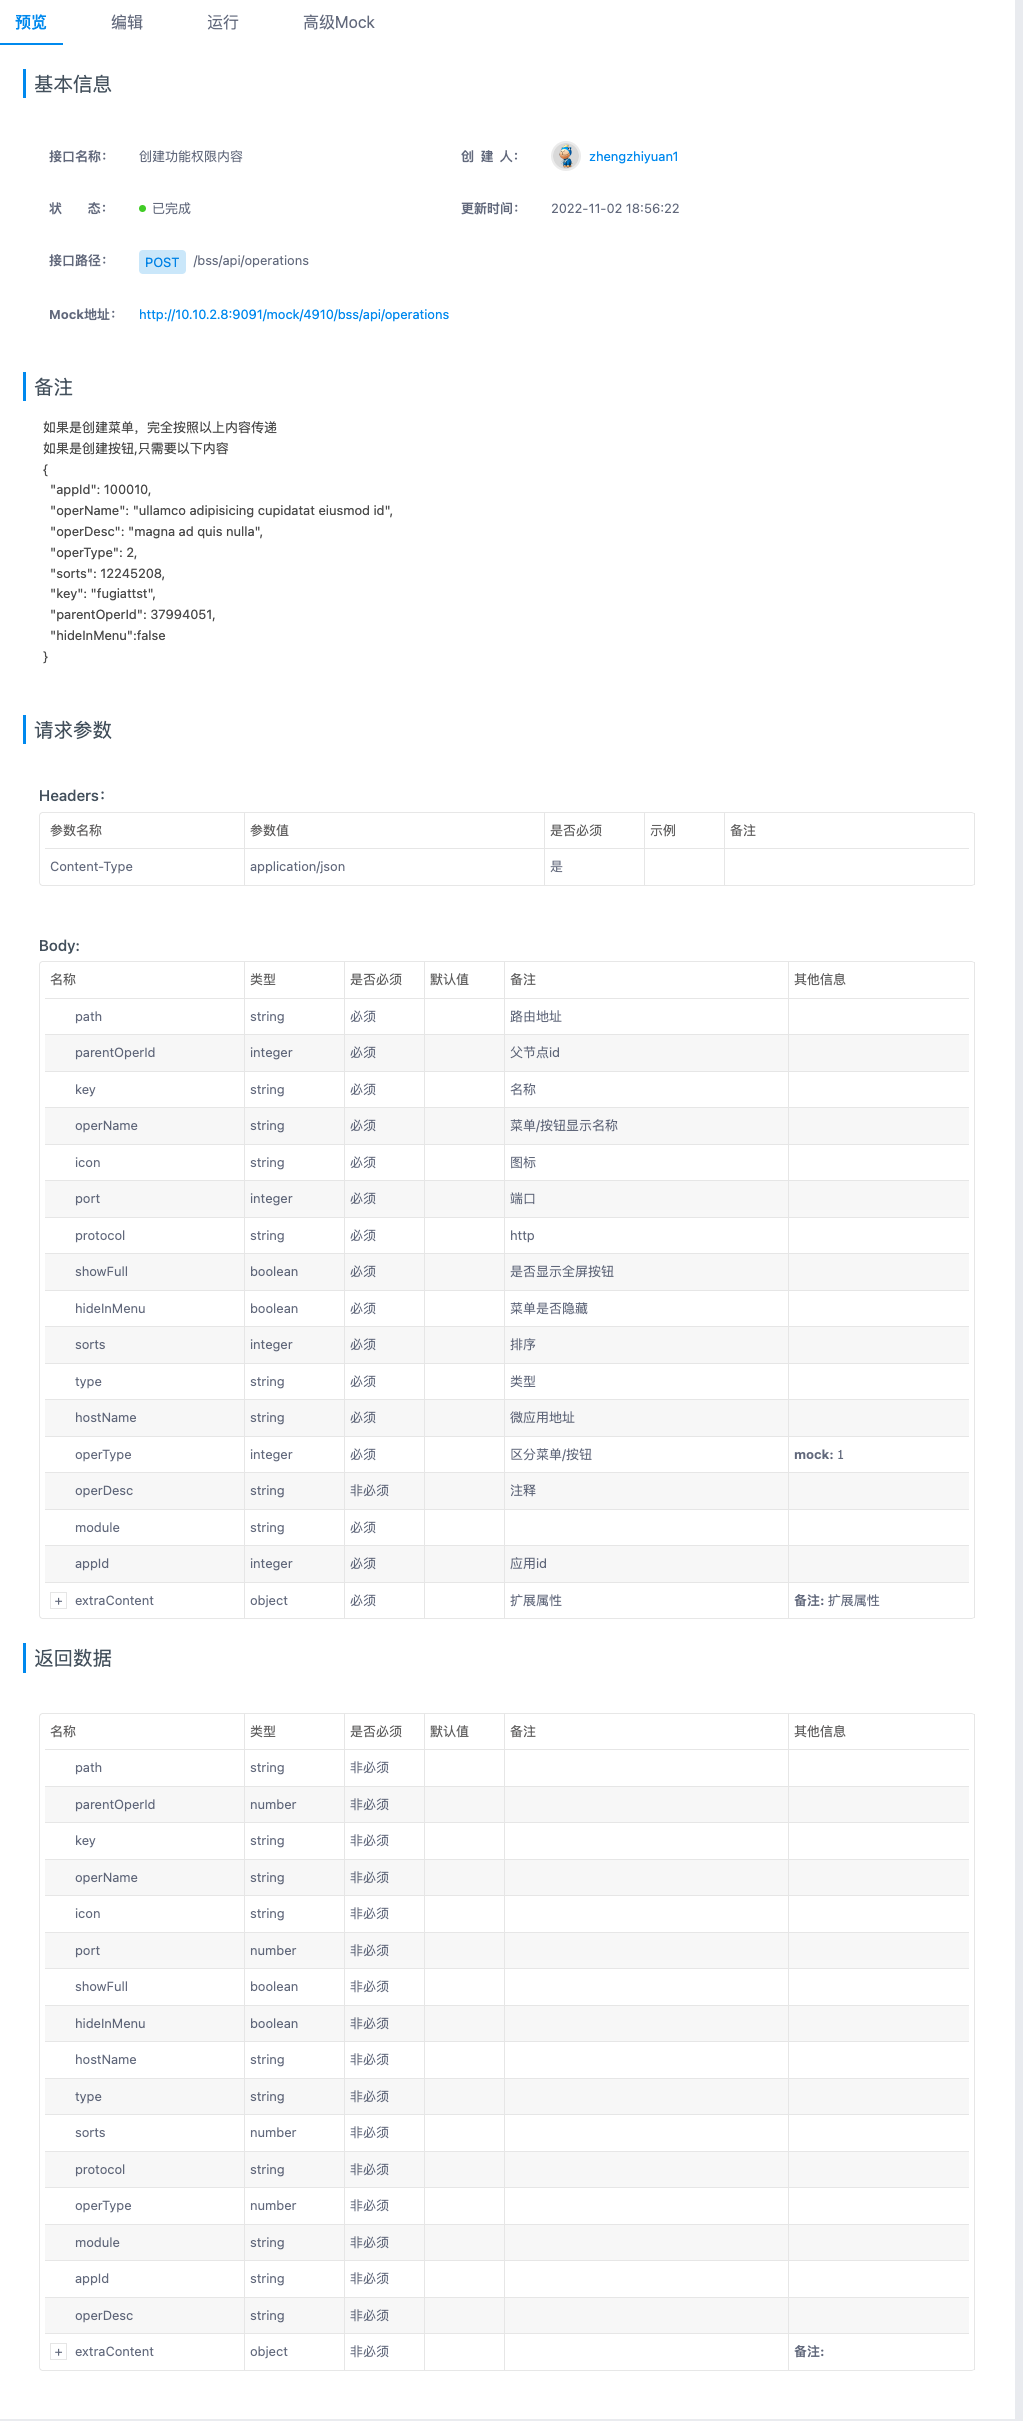 预览 编辑 运行 高级Mock
基本信息
接口名称： 创建功能权限内容 创 建 人： zhengzhiyuan1
状 态： 已完成 更新时间： 2022-11-02 18:56:22
接口路径： POST /bss/api/operations
Mock地址： http://10.10.2.8:9091/mock/4910/bss/api/operations
备注
如果是创建菜单，完全按照以上内容传递
如果是创建按钮,只需要以下内容
{
"appId": 100010,
"operName": "ullamco adipisicing cupidatat eiusmod id",
"operDesc": "magna ad quis nulla",
"operType": 2,
"sorts": 12245208,
"key": "fugiattst",
"parentOperId": 37994051,
"hideInMenu":false
}
请求参数
Headers：
参数名称 参数值 是否必须 示例 备注
Content-Type application/json 是
Body:
名称 类型 是否必须 默认值 备注 其他信息
path string 必须 路由地址
parentOperId integer 必须 父节点id
key string 必须 名称
operName string 必须 菜单/按钮显示名称
icon string 必须 图标
port integer 必须 端口
protocol string 必须 http
showFull boolean 必须 是否显示全屏按钮
hideInMenu boolean 必须 菜单是否隐藏
sorts integer 必须 排序
type string 必须 类型
hostName string 必须 微应用地址
operType integer 必须 区分菜单/按钮 mock: 1
operDesc string 非必须 注释
module string 必须
appId integer 必须 应用id
+ extraContent object 必须 扩展属性 备注: 扩展属性
返回数据
名称 类型 是否必须 默认值 备注 其他信息
path string 非必须
parentOperId number 非必须
key string 非必须
operName string 非必须
icon string 非必须
port number 非必须
showFull boolean 非必须
hideInMenu boolean 非必须
hostName string 非必须
type string 非必须
sorts number 非必须
protocol string 非必须
operType number 非必须
module string 非必须
appId string 非必须
operDesc string 非必须
+ extraContent object 非必须 备注: